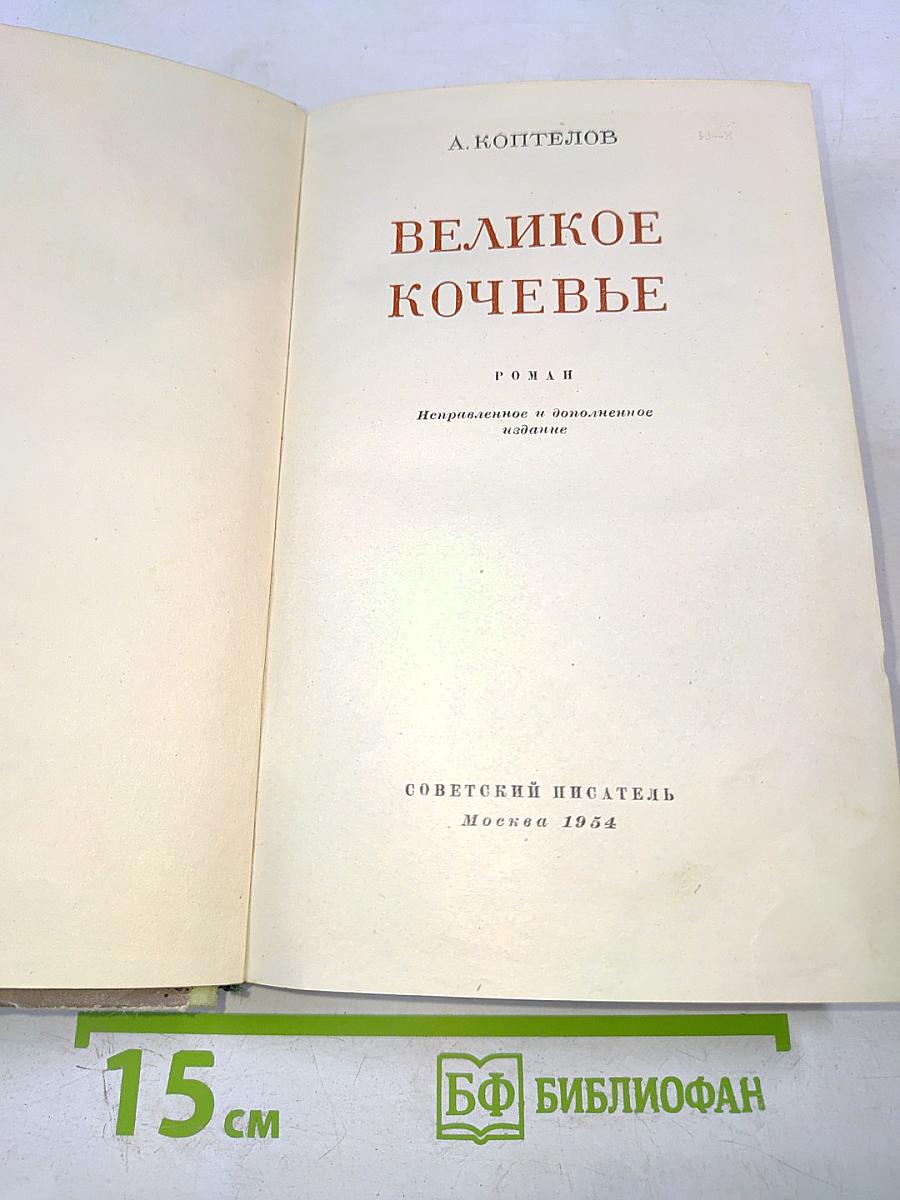 А. КОПТЕЛОВ
ВЕЛИКОЕ
КОЧЕВЬЕ
РОМАН
Исправленное и дополненное
издание
СОВЕТСКИЙ ПИСАТЕЛЬ
Москва 1954
15 см
БФ БИБЛИОФАН